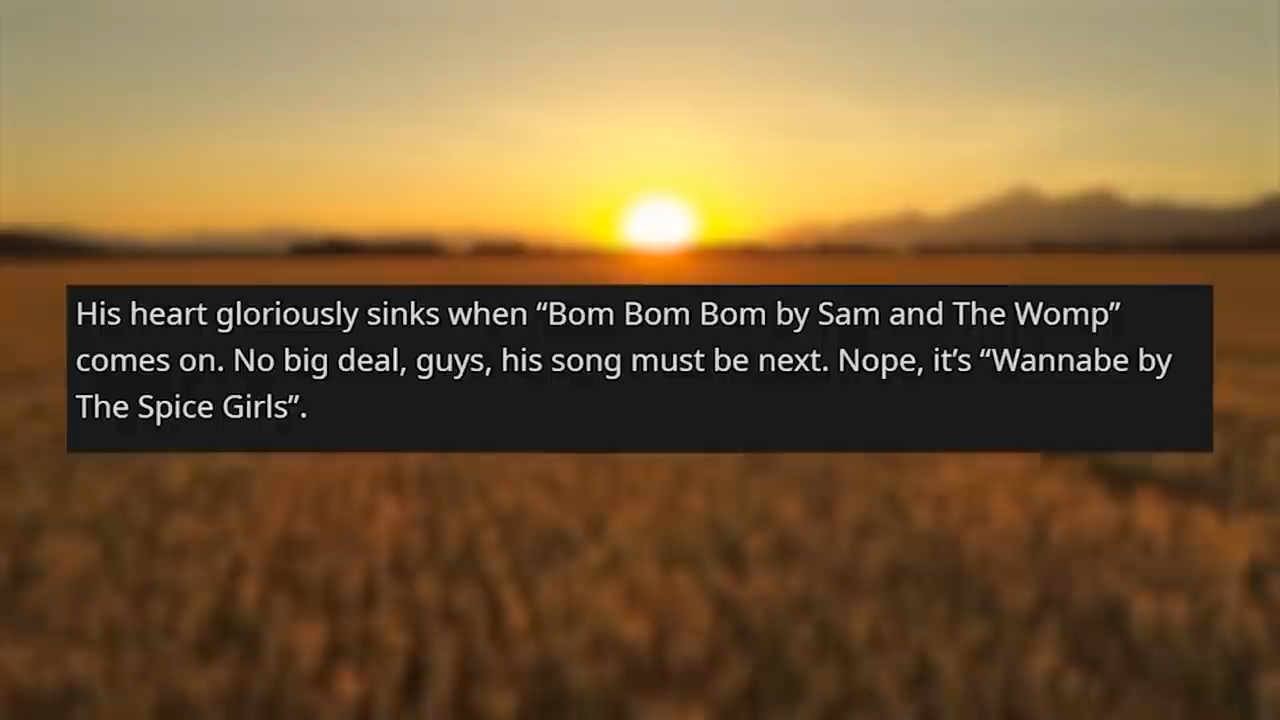 His heart gloriously sinks when “Bom Bom Bom by Sam and The Womp”
comes on. No big deal, guys, his song must be next. Nope, it’s “Wannabe by
The Spice Girls”.